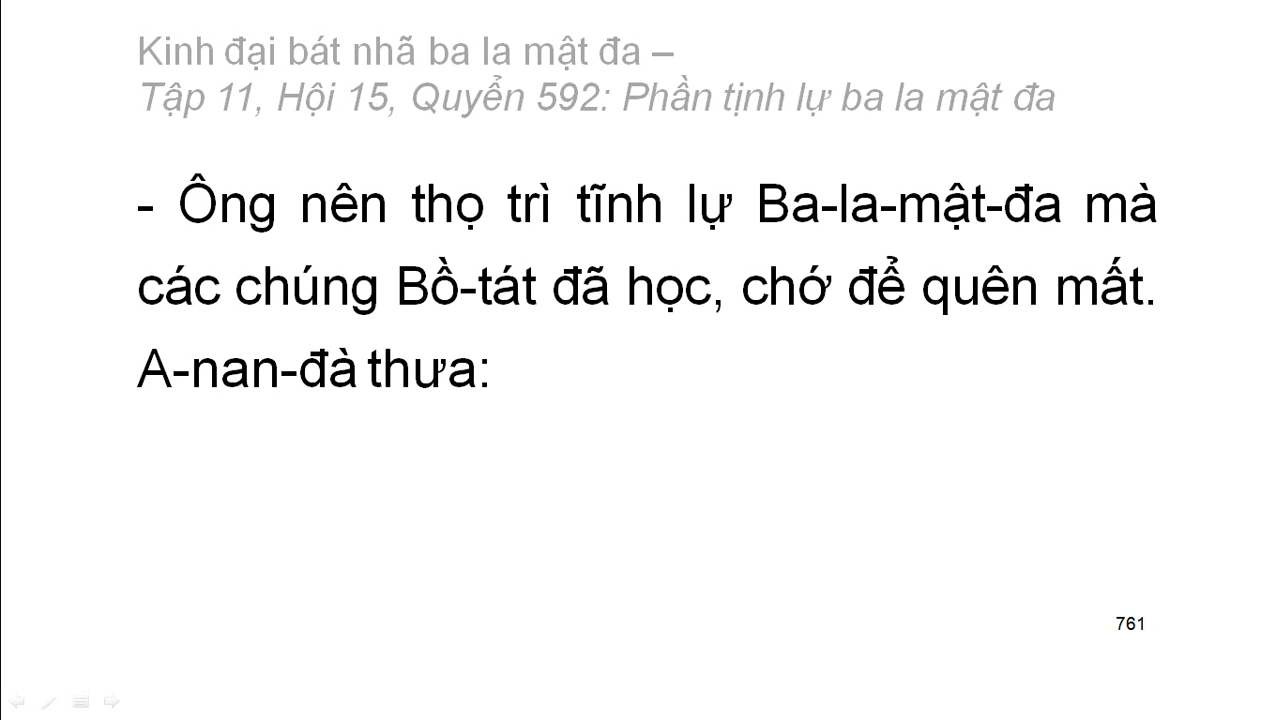 Kinh đại bát nhã ba la mật đa –
Tập 11, Hội 15, Quyển 592: Phần tịnh lự ba la mật đa
- Ông nên thọ trì tĩnh lự Ba-la-mật-đa mà
các chúng Bồ-tát đã học, chớ để quên mất.
A-nan-đà thưa:
761